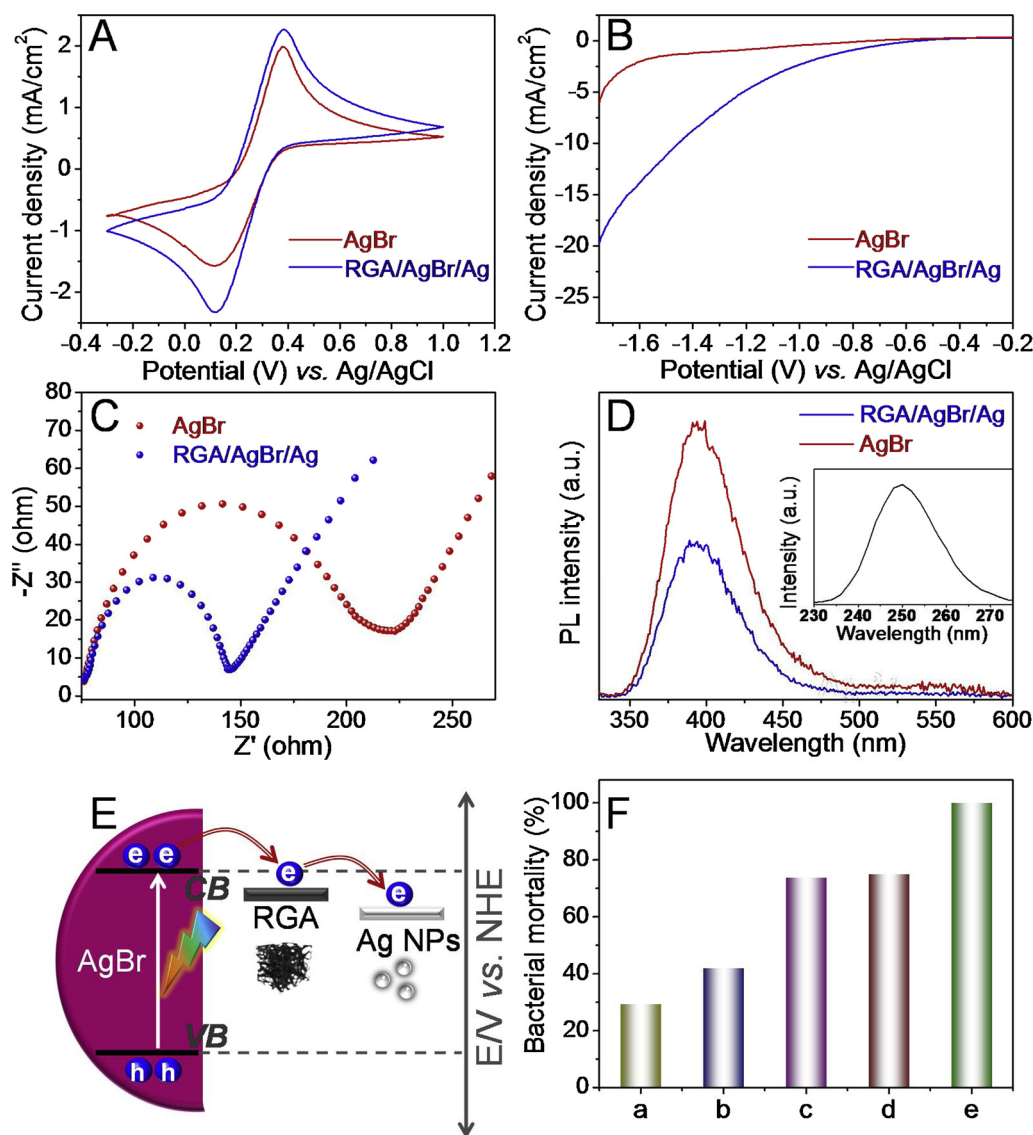 A
Current density (mA/cm²)
2
1
0
-1
-2
AgBr
RGA/AgBr/Ag
-0.4 -0.2 0.0 0.2 0.4 0.6 0.8 1.0 1.2
Potential (V) vs. Ag/AgCl
B
Current density (mA/cm²)
0
-5
-10
-15
-20
-25
AgBr
RGA/AgBr/Ag
-1.6 -1.4 -1.2 -1.0 -0.8 -0.6 -0.4 -0.2
Potential (V) vs. Ag/AgCl
C
-Z'' (ohm)
80
70
60
50
40
30
20
10
0
AgBr
RGA/AgBr/Ag
100 150 200 250
Z' (ohm)
D
PL intensity (a.u.)
RGA/AgBr/Ag
AgBr
Intensity (a.u.)
230 240 250 260 270
Wavelength (nm)
350 400 450 500 550 600
Wavelength (nm)
E
e e
CB
e
RGA
e
Ag NPs
AgBr
VB
h h
E/V vs. NHE
F
Bacterial mortality (%)
100
80
60
40
20
0
a b c d e